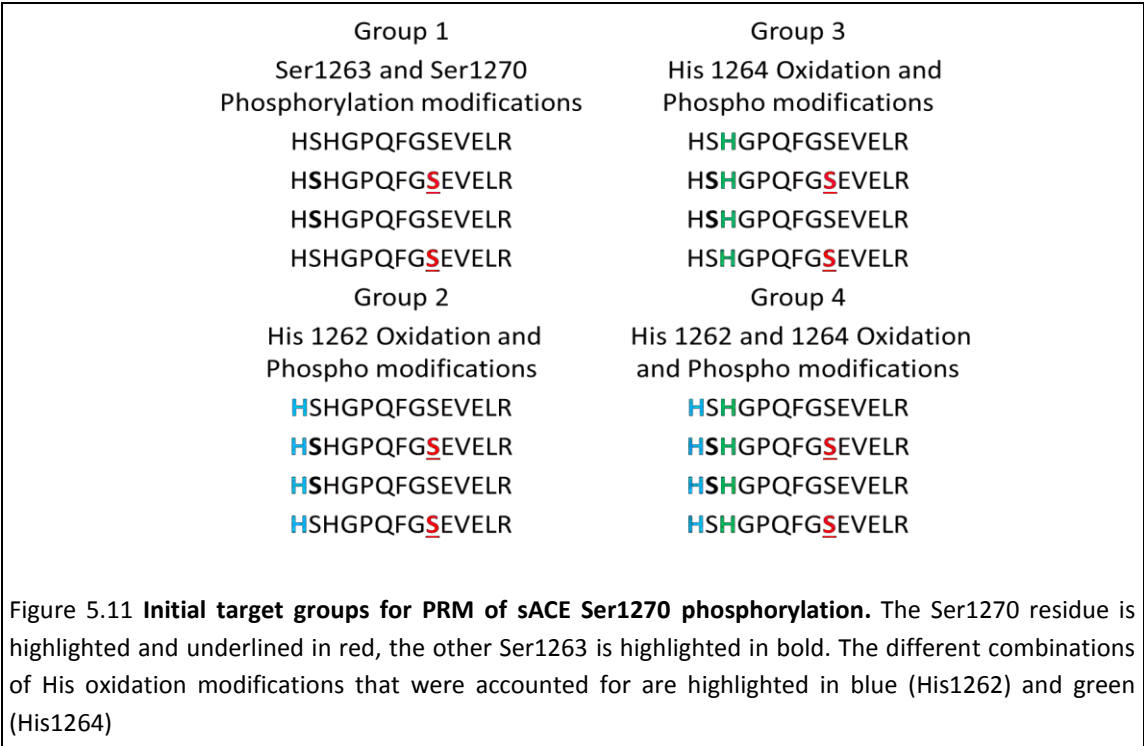 Group 1
Ser1263 and Ser1270
Phosphorylation modifications
HSHGPQFGSEVELR
HSHGPQFGSEVELR
HSHGPQFGSEVELR
HSHGPQFGSEVELR
Group 2
His 1262 Oxidation and
Phospho modifications
HSHGPQFGSEVELR
HSHGPQFGSEVELR
HSHGPQFGSEVELR
HSHGPQFGSEVELR
Group 3
His 1264 Oxidation and
Phospho modifications
HSHGPQFGSEVELR
HSHGPQFGSEVELR
HSHGPQFGSEVELR
HSHGPQFGSEVELR
Group 4
His 1262 and 1264 Oxidation
and Phospho modifications
HSHGPQFGSEVELR
HSHGPQFGSEVELR
HSHGPQFGSEVELR
HSHGPQFGSEVELR
Figure 5.11 Initial target groups for PRM of sACE Ser1270 phosphorylation. The Ser1270 residue is
highlighted and underlined in red, the other Ser1263 is highlighted in bold. The different combinations
of His oxidation modifications that were accounted for are highlighted in blue (His1262) and green
(His1264)